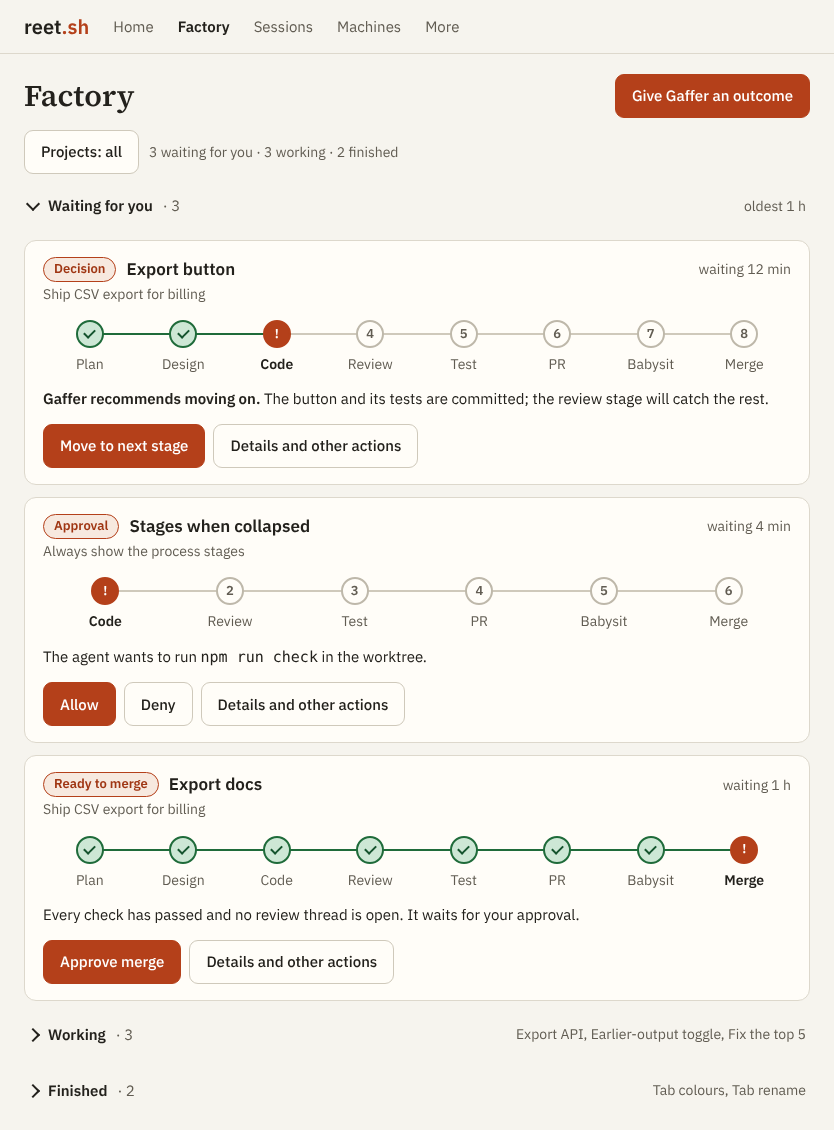 reet.sh Home Factory Sessions Machines More
Factory
Give Gaffer an outcome
Projects: all 3 waiting for you · 3 working · 2 finished
Waiting for you · 3 oldest 1 h
Decision Export button waiting 12 min
Ship CSV export for billing
! 4 5 6 7 8
Plan Design Code Review Test PR Babysit Merge
Gaffer recommends moving on. The button and its tests are committed; the review stage will catch the rest.
Move to next stage Details and other actions
Approval Stages when collapsed waiting 4 min
Always show the process stages
! 2 3 4 5 6
Code Review Test PR Babysit Merge
The agent wants to run npm run check in the worktree.
Allow Deny Details and other actions
Ready to merge Export docs waiting 1 h
Ship CSV export for billing
!
Plan Design Code Review Test PR Babysit Merge
Every check has passed and no review thread is open. It waits for your approval.
Approve merge Details and other actions
Working · 3 Export API, Earlier-output toggle, Fix the top 5
Finished · 2 Tab colours, Tab rename